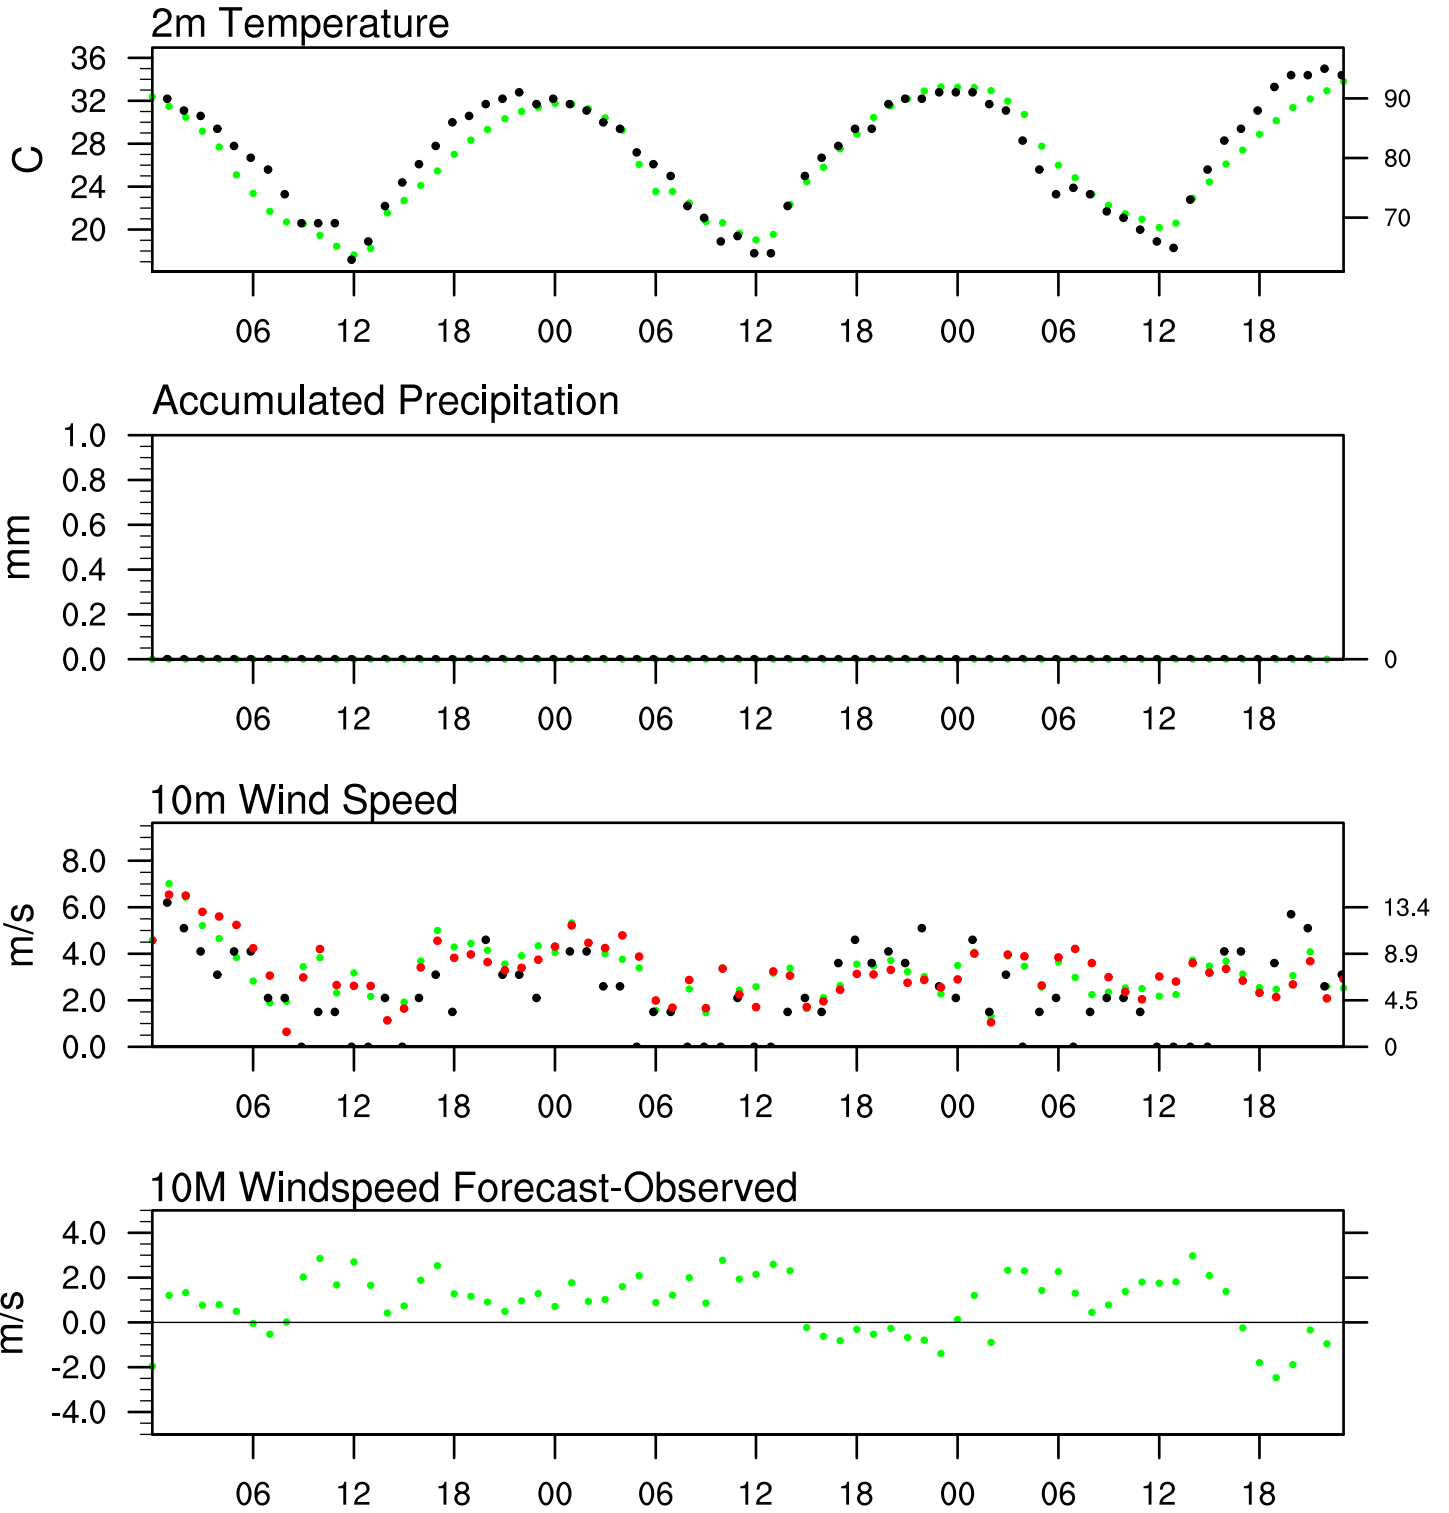 2m Temperature
36
32
28
24
20
C
90
80
70
06 12 18 00 06 12 18 00 06 12 18
Accumulated Precipitation
1.0
0.8
0.6
0.4
0.2
0.0
mm
0
06 12 18 00 06 12 18 00 06 12 18
10m Wind Speed
8.0
6.0
4.0
2.0
0.0
m/s
13.4
8.9
4.5
0
06 12 18 00 06 12 18 00 06 12 18
10M Windspeed Forecast-Observed
4.0
2.0
0.0
-2.0
-4.0
m/s
06 12 18 00 06 12 18 00 06 12 18